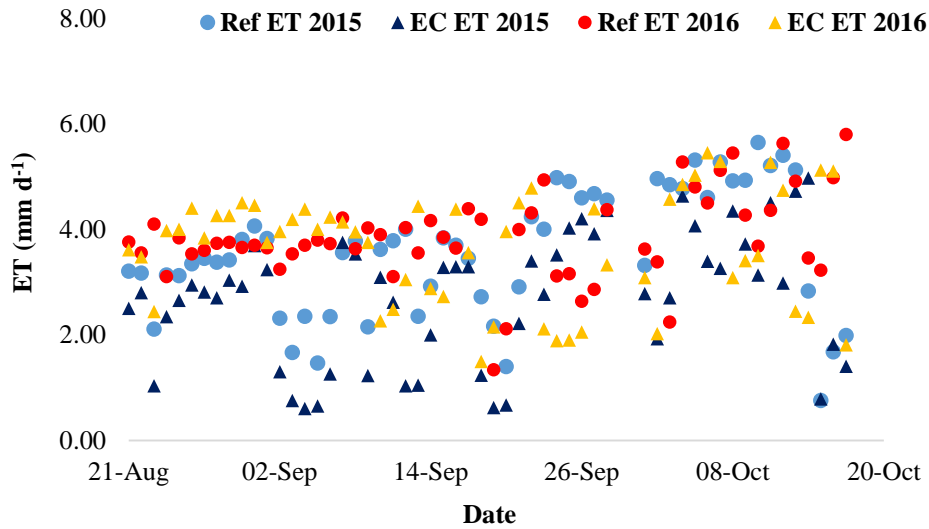 8.00
Ref ET 2015 EC ET 2015 Ref ET 2016 EC ET 2016
6.00
4.00
2.00
0.00
ET (mm d-1)
21-Aug 02-Sep 14-Sep 26-Sep 08-Oct 20-Oct
Date